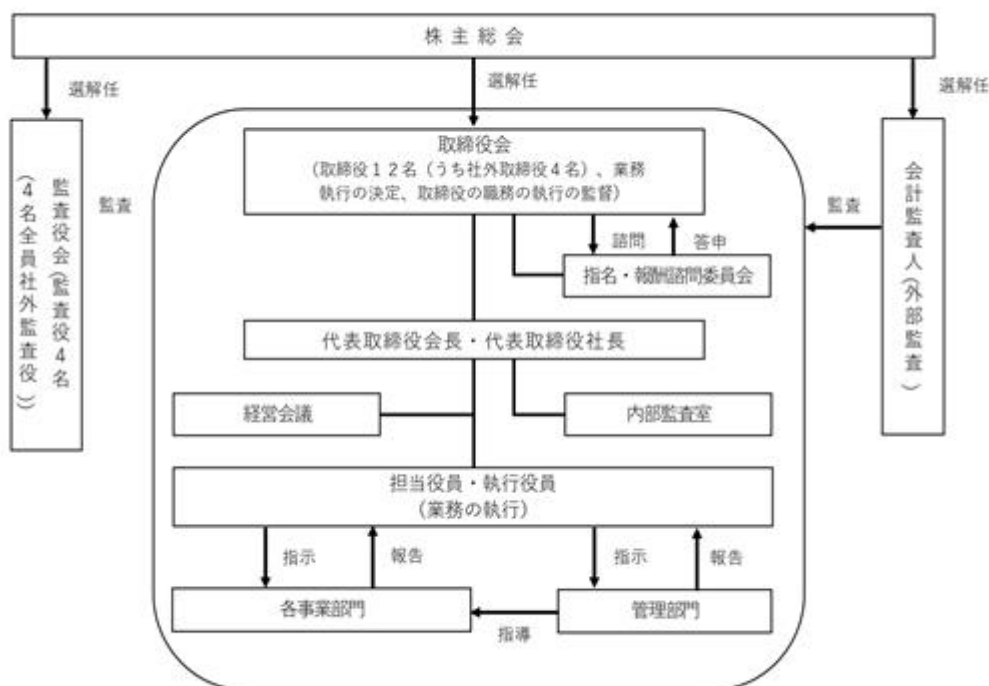 株主総会
選解任
選解任
選解任
取締役会
(取締役12名(うち社外取締役4名)、業務
執行の決定、取締役の職務の執行の監督)
監査役会(監査役4名
(4名全員社外監査役))
監査
会計監査人(外部監査)
監査
諮問
答申
指名・報酬諮問委員会
代表取締役会長・代表取締役社長
経営会議
内部監査室
担当役員・執行役員
(業務の執行)
指示
報告
指示
報告
各事業部門
管理部門
指導